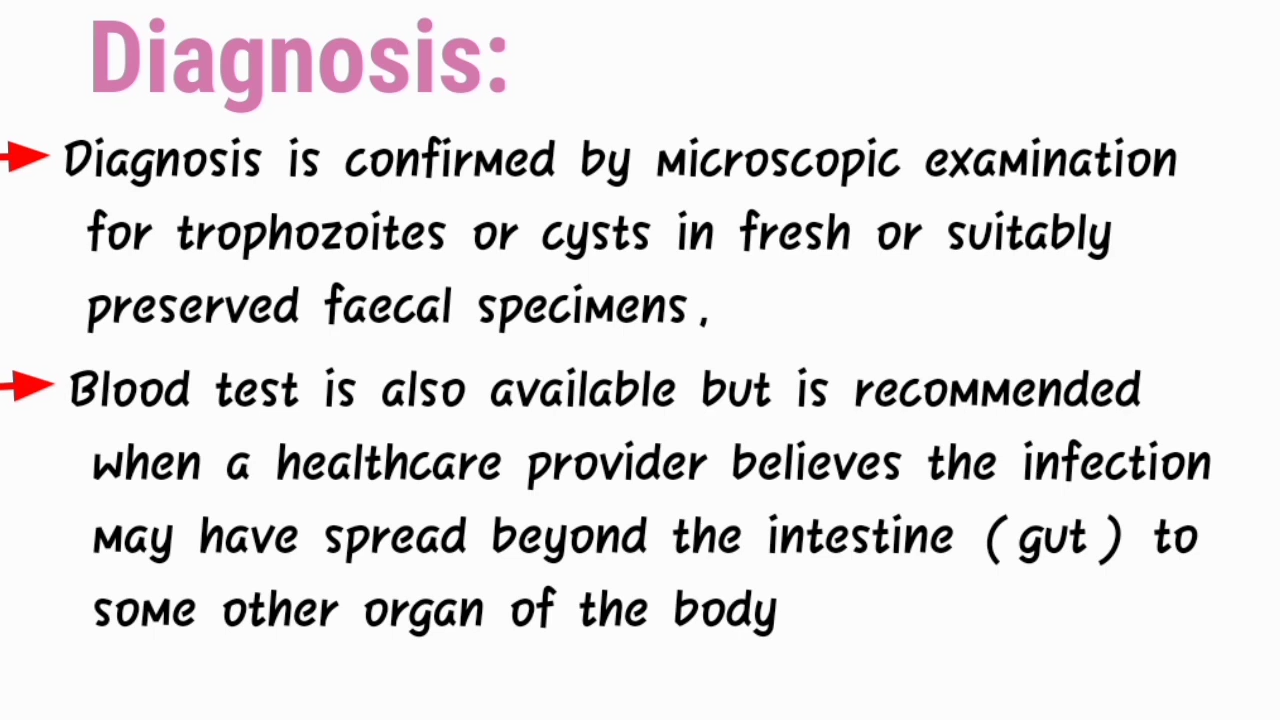 Diagnosis:
Diagnosis is confirmed by microscopic examination
for trophozoites or cysts in fresh or suitably
preserved faecal specimens,
Blood test is also available but is recommended
when a healthcare provider believes the infection
may have spread beyond the intestine (gut) to
some other organ of the body